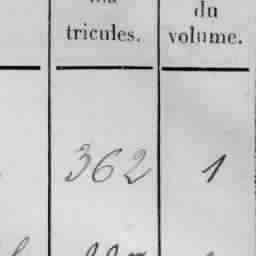 tricules.
du
volume.
362
1